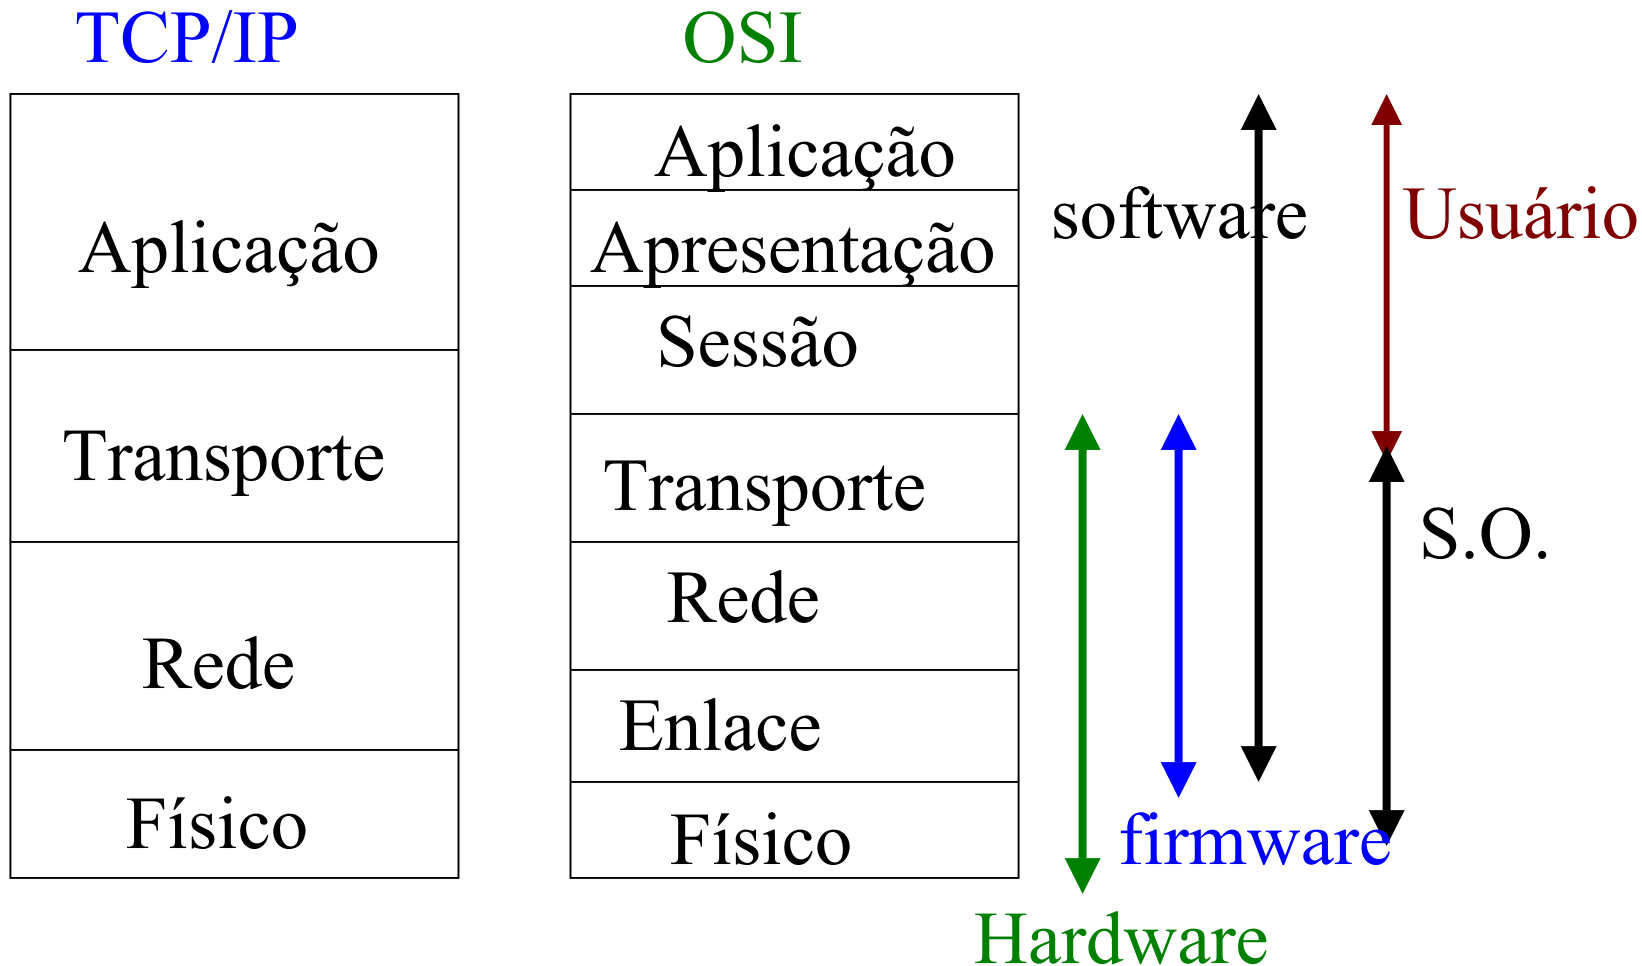 TCP/IP
OSI
Aplicação
Transporte
Rede
Físico
Aplicação
Apresentação
Sessão
Transporte
Rede
Enlace
Físico
software
Usuário
S.O.
firmware
Hardware